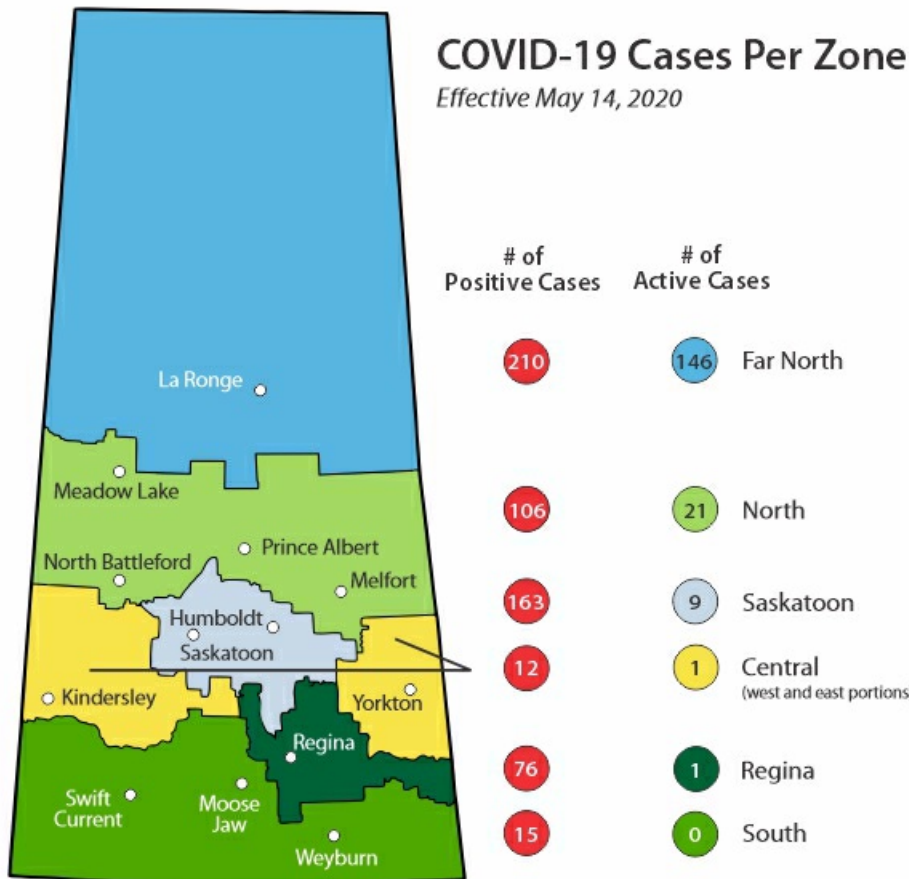 COVID-19 Cases Per Zone
Effective May 14, 2020
# of
Positive Cases
# of
Active Cases
210
146
Far North
La Ronge
Meadow Lake
106
21
North
Prince Albert
North Battleford
Melfort
163
9
Saskatoon
Humboldt
Saskatoon
12
1
Central
(west and east portions
Kindersley
Yorkton
Regina
76
1
Regina
Swift
Current
Moose
Jaw
15
0
South
Weyburn